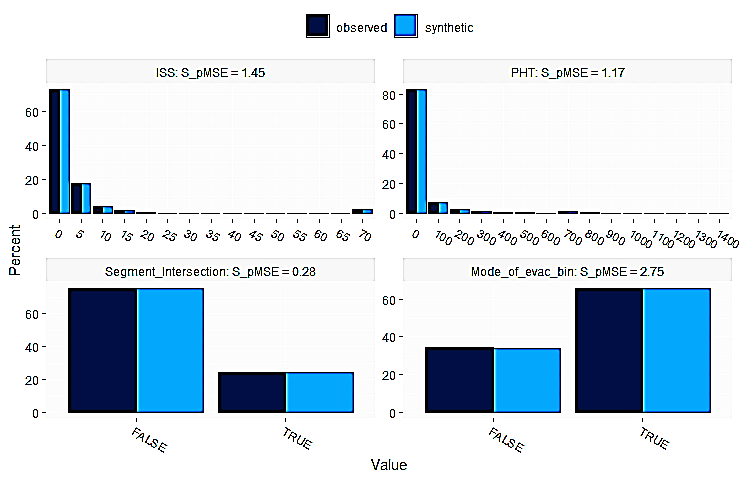 observed synthetic
ISS: S_pMSE = 1.45
60
40
20
0
0 5 10 15 20 25 30 35 40 45 50 55 60 65 70
PHT: S_pMSE = 1.17
80
60
40
20
0
0 100 200 300 400 500 600 700 800 900 1000 1100 1200 1300 1400
Percent
Segment_Intersection: S_pMSE = 0.28
60
40
20
0
FALSE TRUE
Mode_of_evac_bin: S_pMSE = 2.75
60
40
20
0
FALSE TRUE
Value